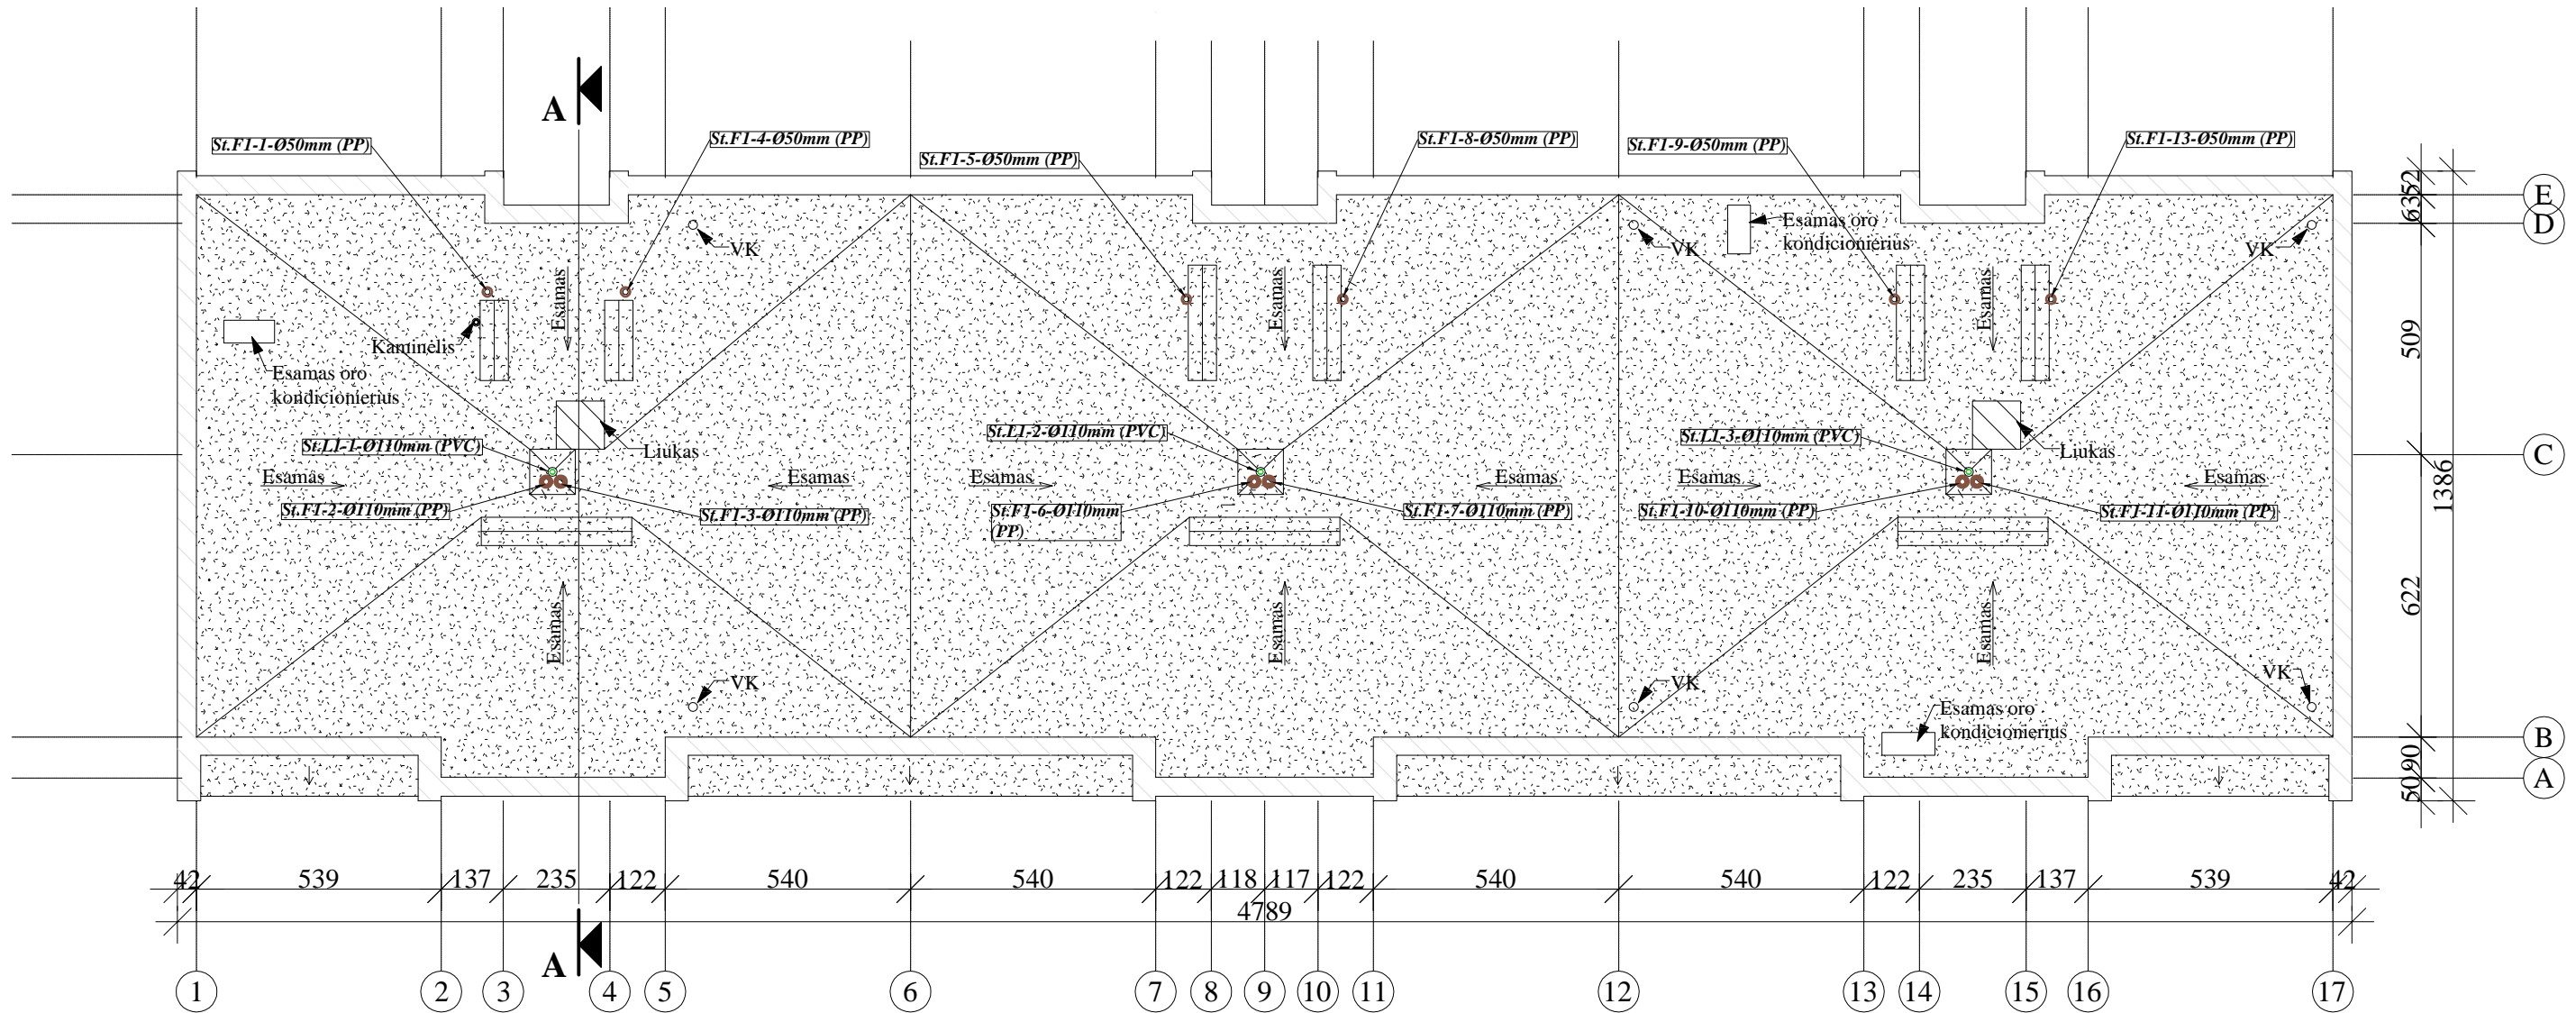 A
St.F1-1-Ø50mm (PP)
St.F1-4-Ø50mm (PP)
St.F1-5-Ø50mm (PP)
St.F1-8-Ø50mm (PP)
St.F1-9-Ø50mm (PP)
St.F1-13-Ø50mm (PP)
52
63
E
D
VK
Esamas oro
kondicionierius
VK
VK
Esamas
Esamas
Esamas
Kaminelis
Esamas oro
kondicionierius
509
St.L1-1-Ø110mm (PVC)
Liukas
St.L1-2-Ø110mm (PVC)
St.L1-3-Ø110mm (PVC)
Liukas
C
Esamas
Esamas
Esamas
Esamas
Esamas
Esamas
1386
St.F1-2-Ø110mm (PP)
St.F1-3-Ø110mm (PP)
St.F1-6-Ø110mm
(PP)
St.F1-7-Ø110mm (PP)
St.F1-10-Ø110mm (PP)
St.F1-11-Ø110mm (PP)
622
Esamas
Esamas
Esamas
VK
VK
VK
Esamas oro
kondicionierius
B
90
50
A
42 539 137 235 122 540 540 122 118 117 122 540 540 122 235 137 539 42
4789
A
1 2 3 4 5 6 7 8 9 10 11 12 13 14 15 16 17